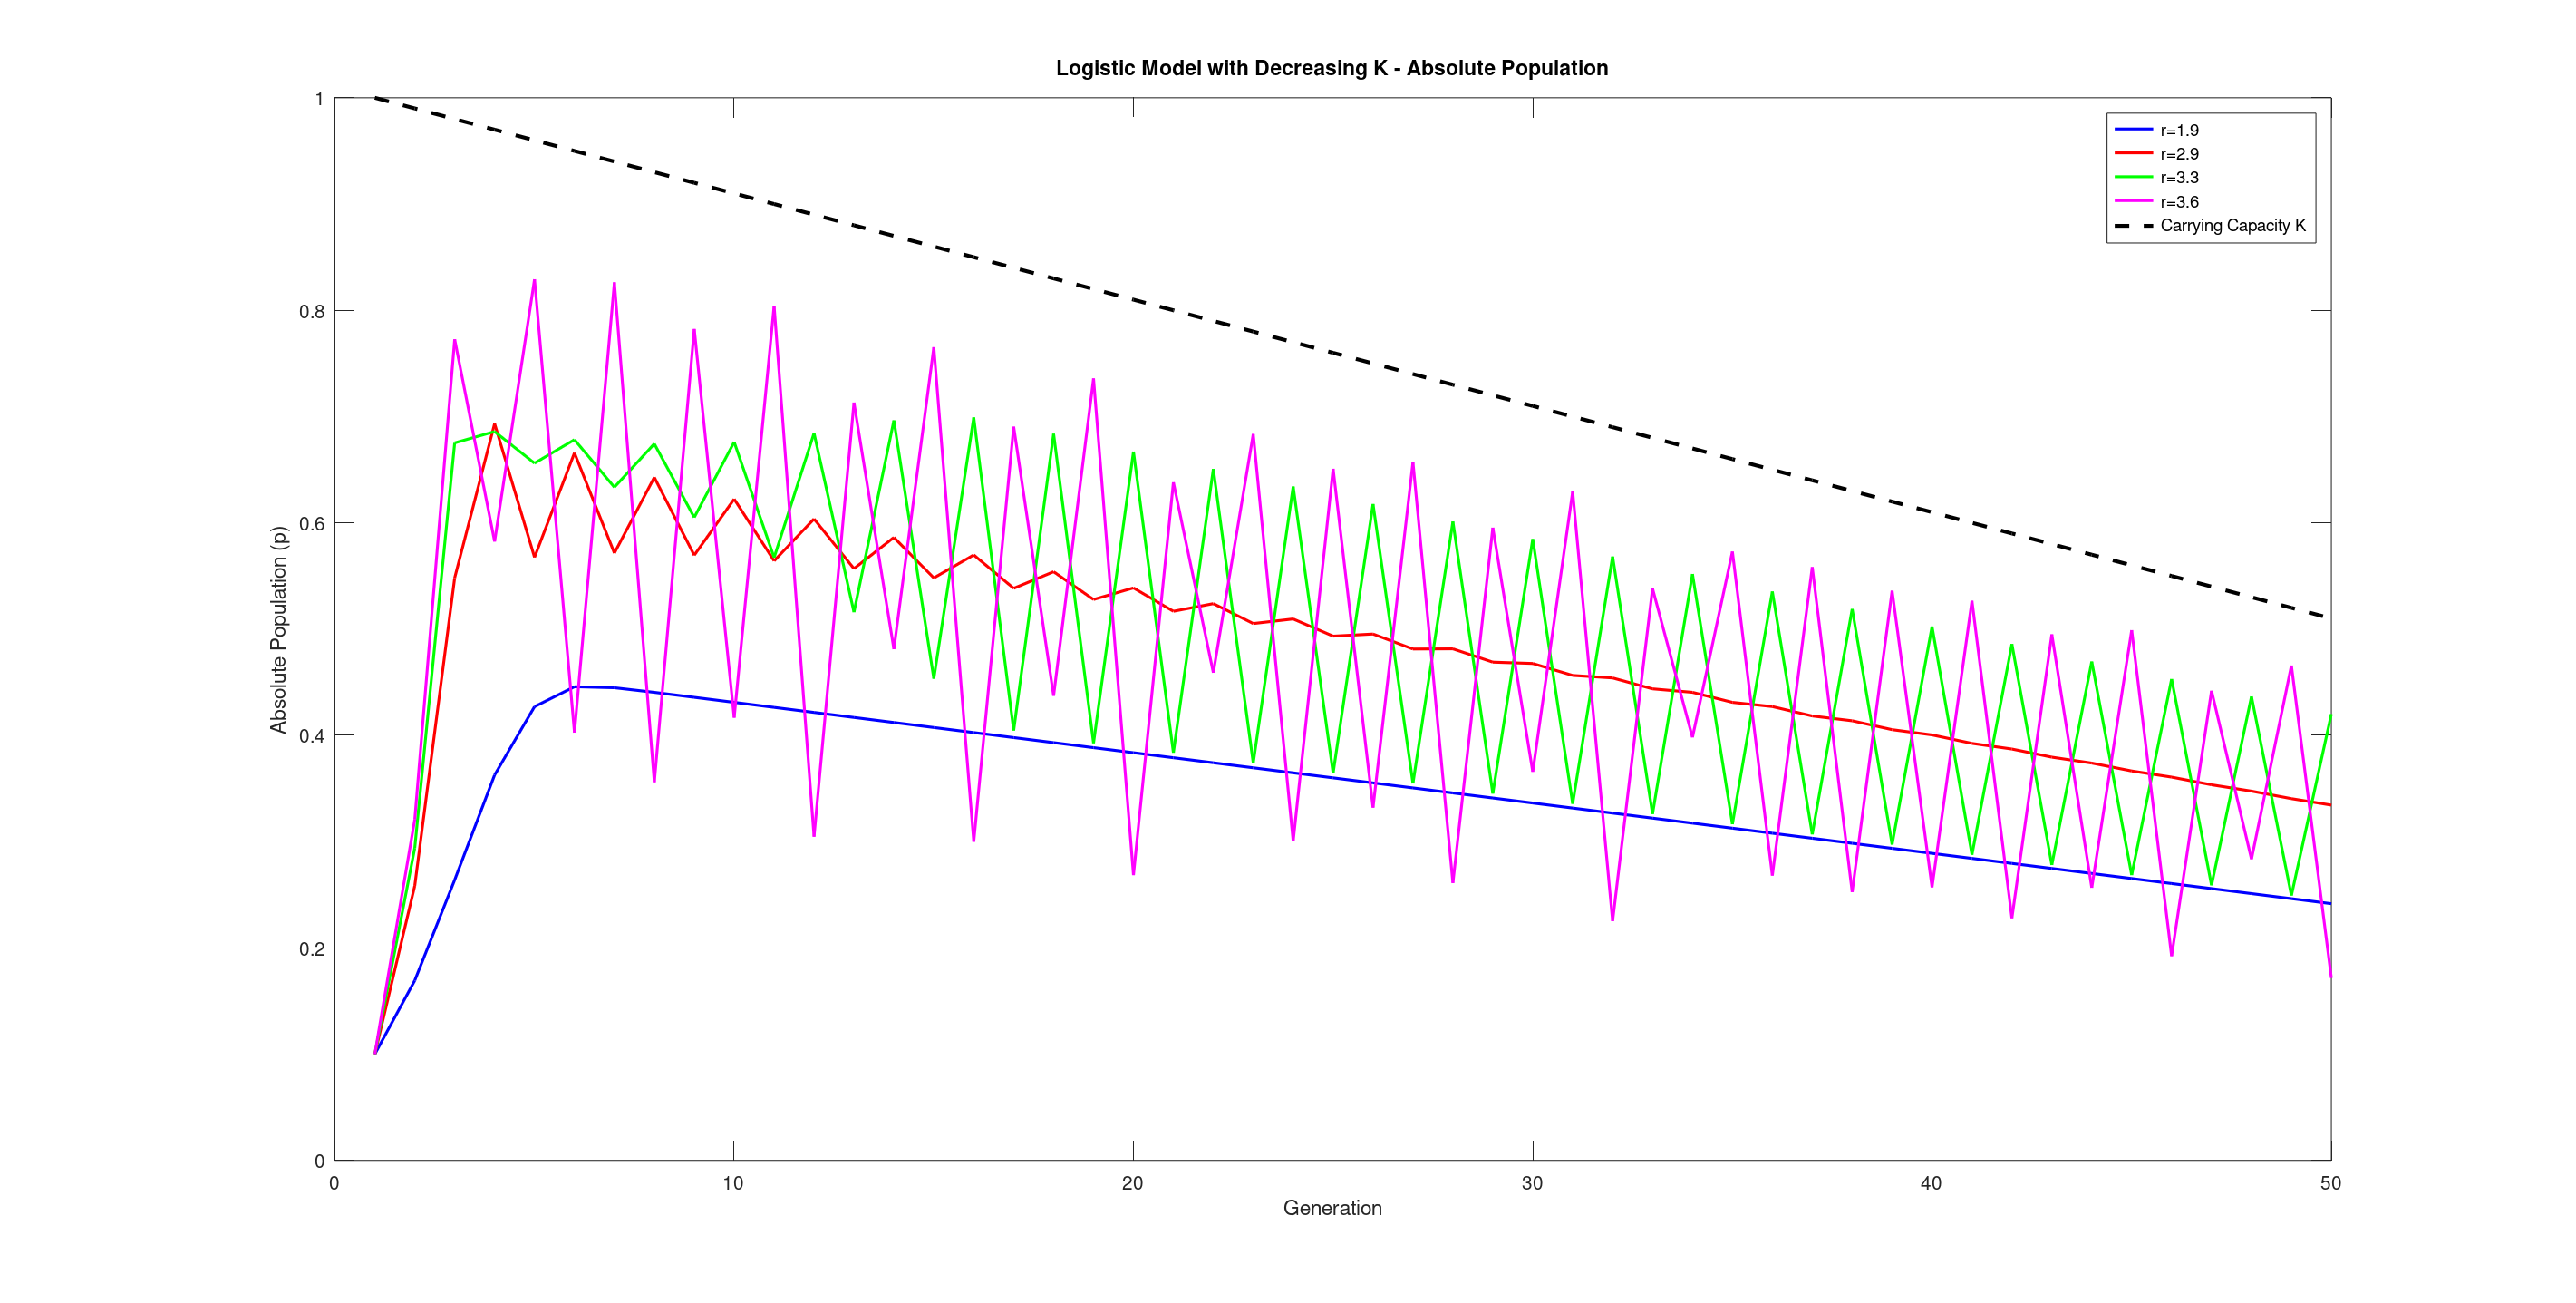 Logistic Model with Decreasing K - Absolute Population
1
0.8
0.6
0.4
0.2
0
Absolute Population (p)
r=1.9
r=2.9
r=3.3
r=3.6
Carrying Capacity K
0 10 20 30 40 50
Generation